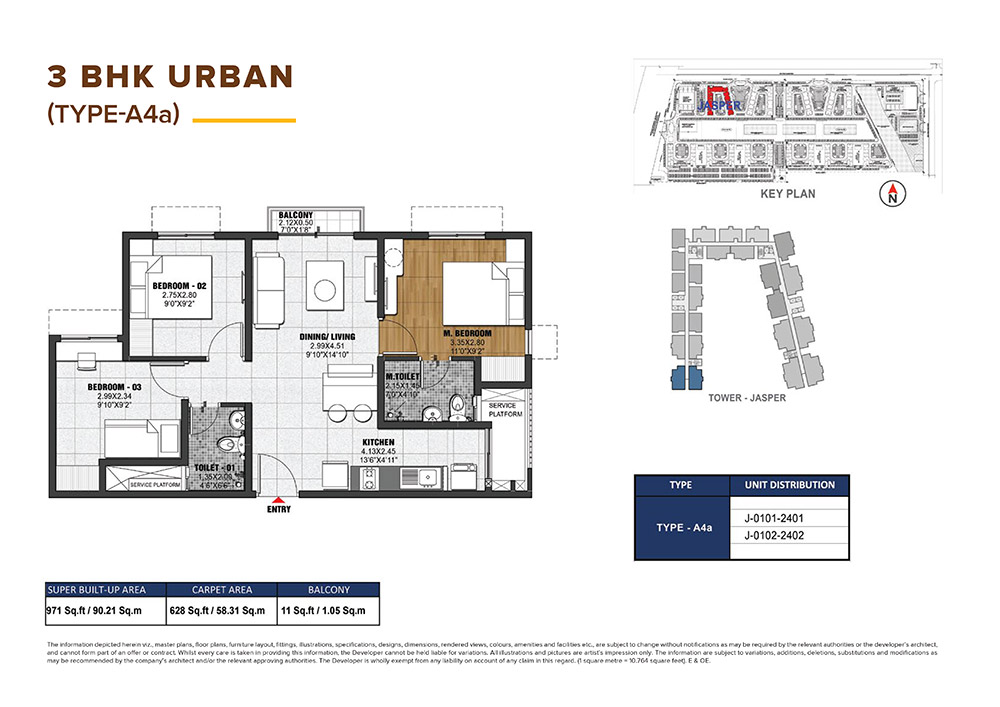 3 BHK URBAN
(TYPE-A4a)
JASPER
KEY PLAN
N
BALCONY
2.12X0.50
7'0"X1'8"
BEDROOM - 02
2.75X2.80
9'0"X9'2"
DINING/ LIVING
2.99X4.51
9'10"X14'10"
M. BEDROOM
3.35X2.80
11'0"X9'2"
BEDROOM - 03
2.99X2.34
9'10"X9'2"
M.TOILET
2.15X1.45
7'0"X4'10"
SERVICE
PLATFORM
KITCHEN
4.13X2.45
13'6"X4'11"
TOILET - 01
1.35X2.00
4'6"X6'6"
SERVICE PLATFORM
ENTRY
TOWER - JASPER
TYPE UNIT DISTRIBUTION
TYPE - A4a
J-0101-2401
J-0102-2402
SUPER BUILT-UP AREA CARPET AREA BALCONY
971 Sq.ft / 90.21 Sq.m 628 Sq.ft / 58.31 Sq.m 11 Sq.ft / 1.05 Sq.m
The information depicted herein viz., master plans, floor plans, furniture layout, fittings, illustrations, specifications, designs, dimensions, rendered views, colours, amenities and facilities etc., are subject to change without notifications as may be required by the relevant authorities or the developer's architect,
and cannot form part of an offer or contract. Whilst every care is taken in providing this information, the Developer cannot be held liable for variations. All illustrations and pictures are artist's impression only. The information are subject to variations, additions, deletions, substitutions and modifications as
may be recommended by the company's architect and/or the relevant approving authorities. The Developer is wholly exempt from any liability on account of any claim in this regard. (1 square metre = 10.764 square feet). E & OE.